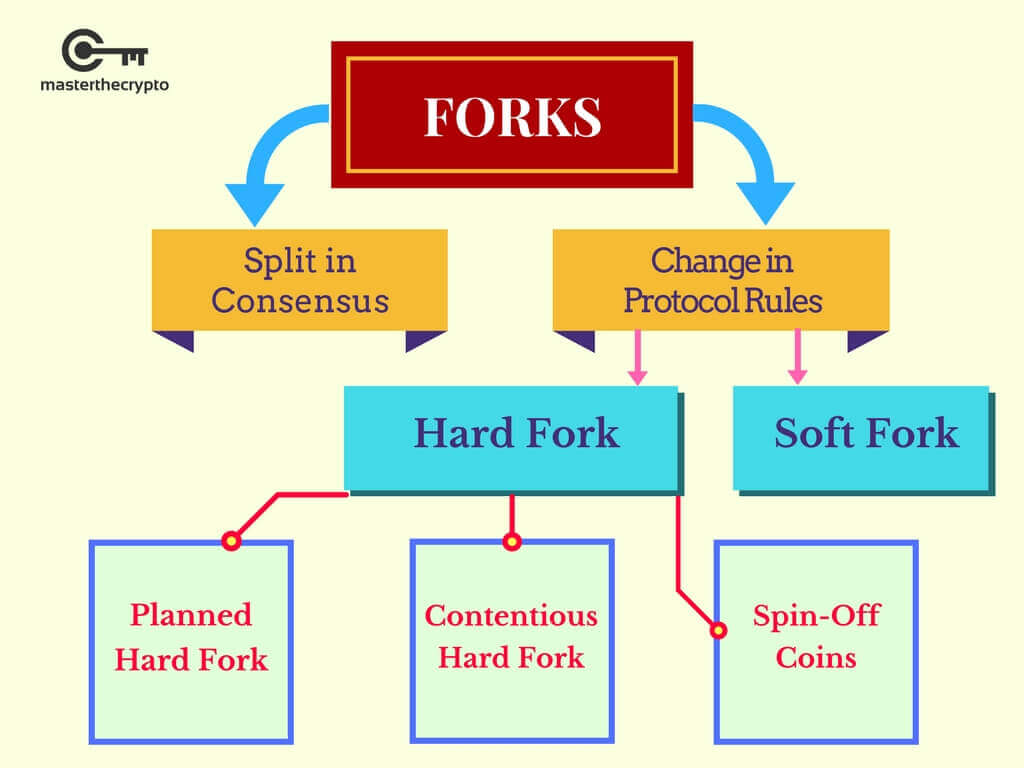 masterthecrypto
FORKS
Split in
Consensus
Change in
Protocol Rules
Hard Fork
Soft Fork
Planned
Hard Fork
Contentious
Hard Fork
Spin-Off
Coins